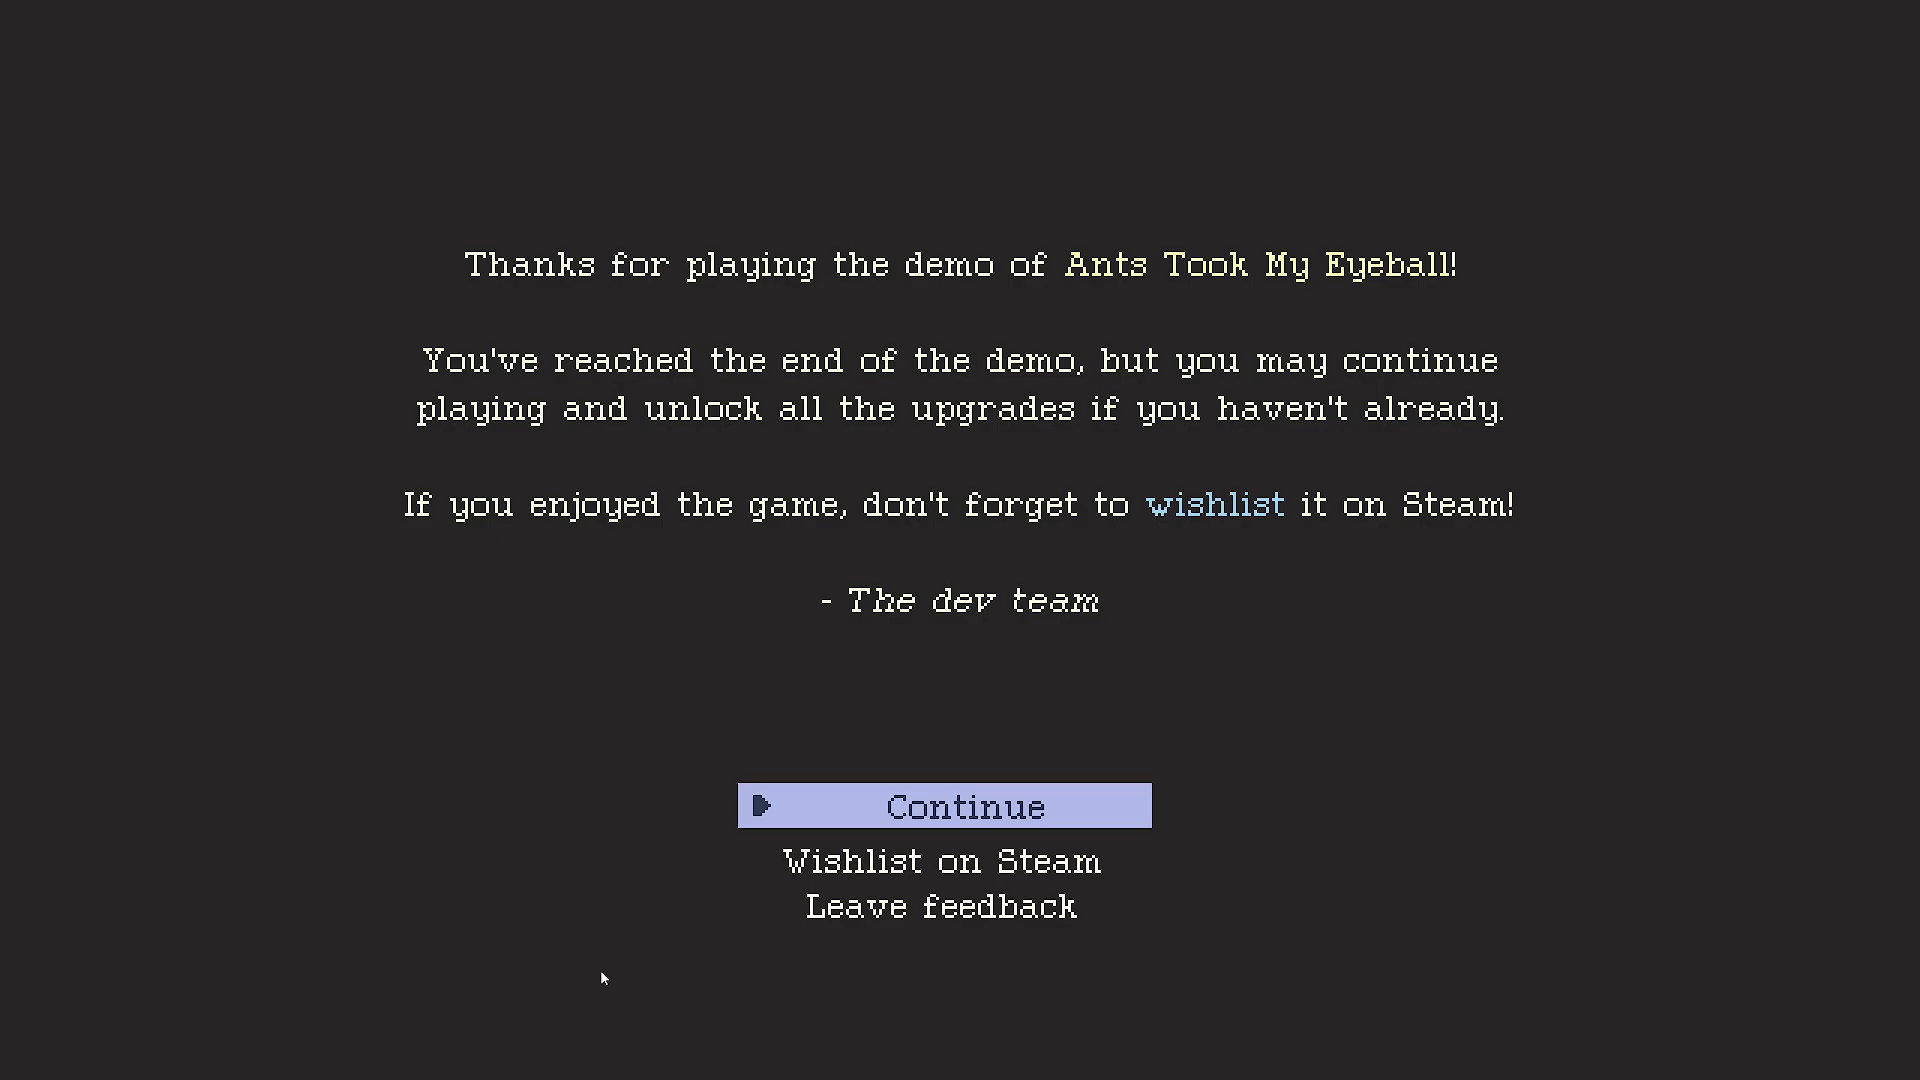 Thanks for playing the demo of Ants Took My Eyeball!
You've reached the end of the demo, but you may continue
playing and unlock all the upgrades if you haven't already.
If you enjoyed the game, don't forget to wishlist it on Steam!
- The dev team
Continue
Wishlist on Steam
Leave feedback